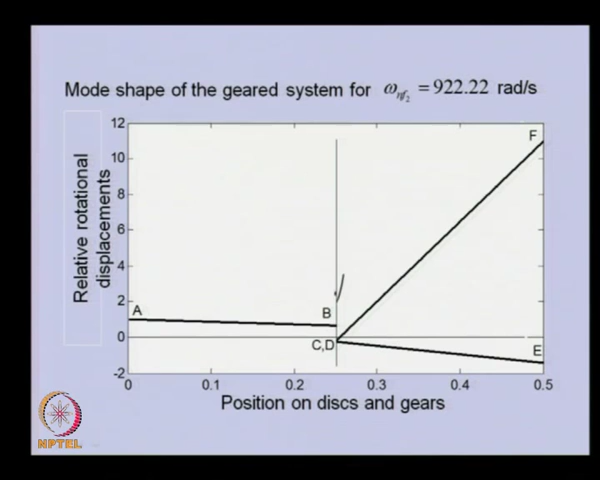 Mode shape of the geared system for ωnf2 = 922.22 rad/s
12
10
8
6
4
2
0
-2
Relative rotational
displacements
A
B
C,D
F
E
0 0.1 0.2 0.3 0.4 0.5
Position on discs and gears
NPTEL